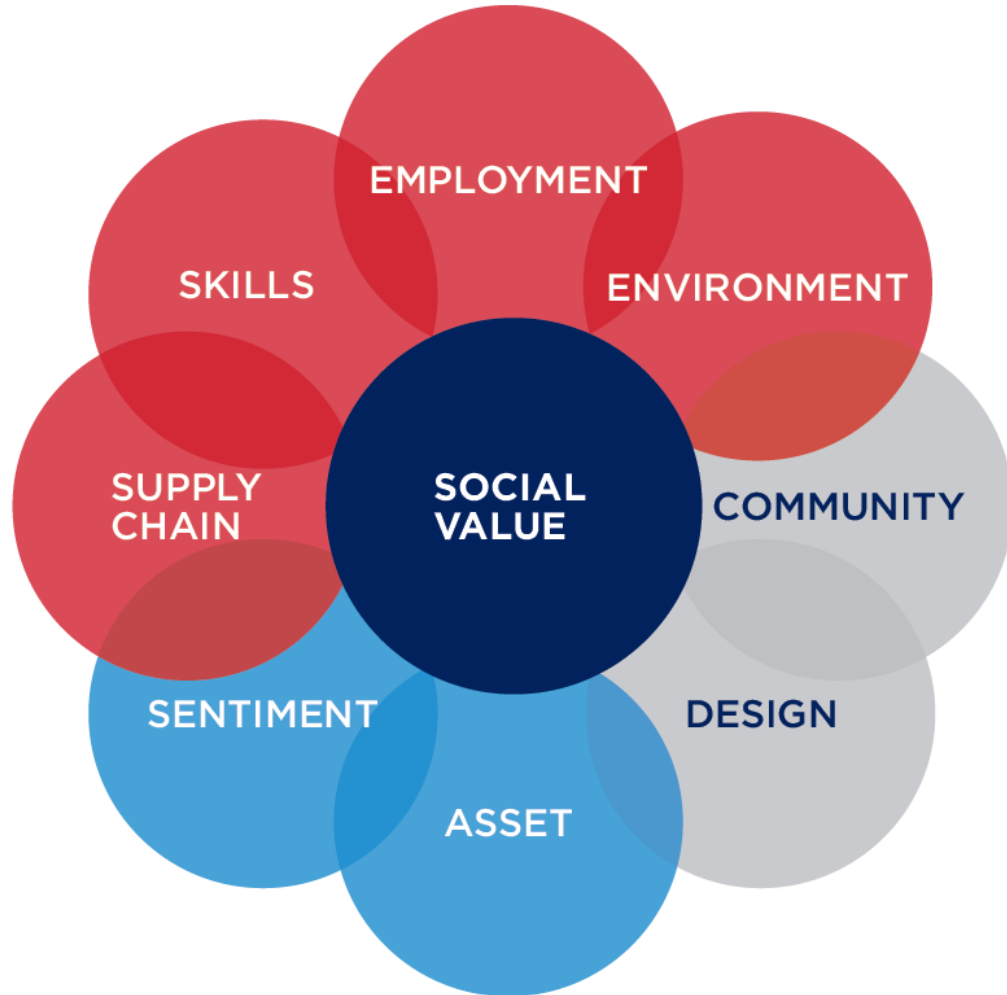 EMPLOYMENT
SKILLS
ENVIRONMENT
SUPPLY
CHAIN
SOCIAL
VALUE
COMMUNITY
SENTIMENT
DESIGN
ASSET